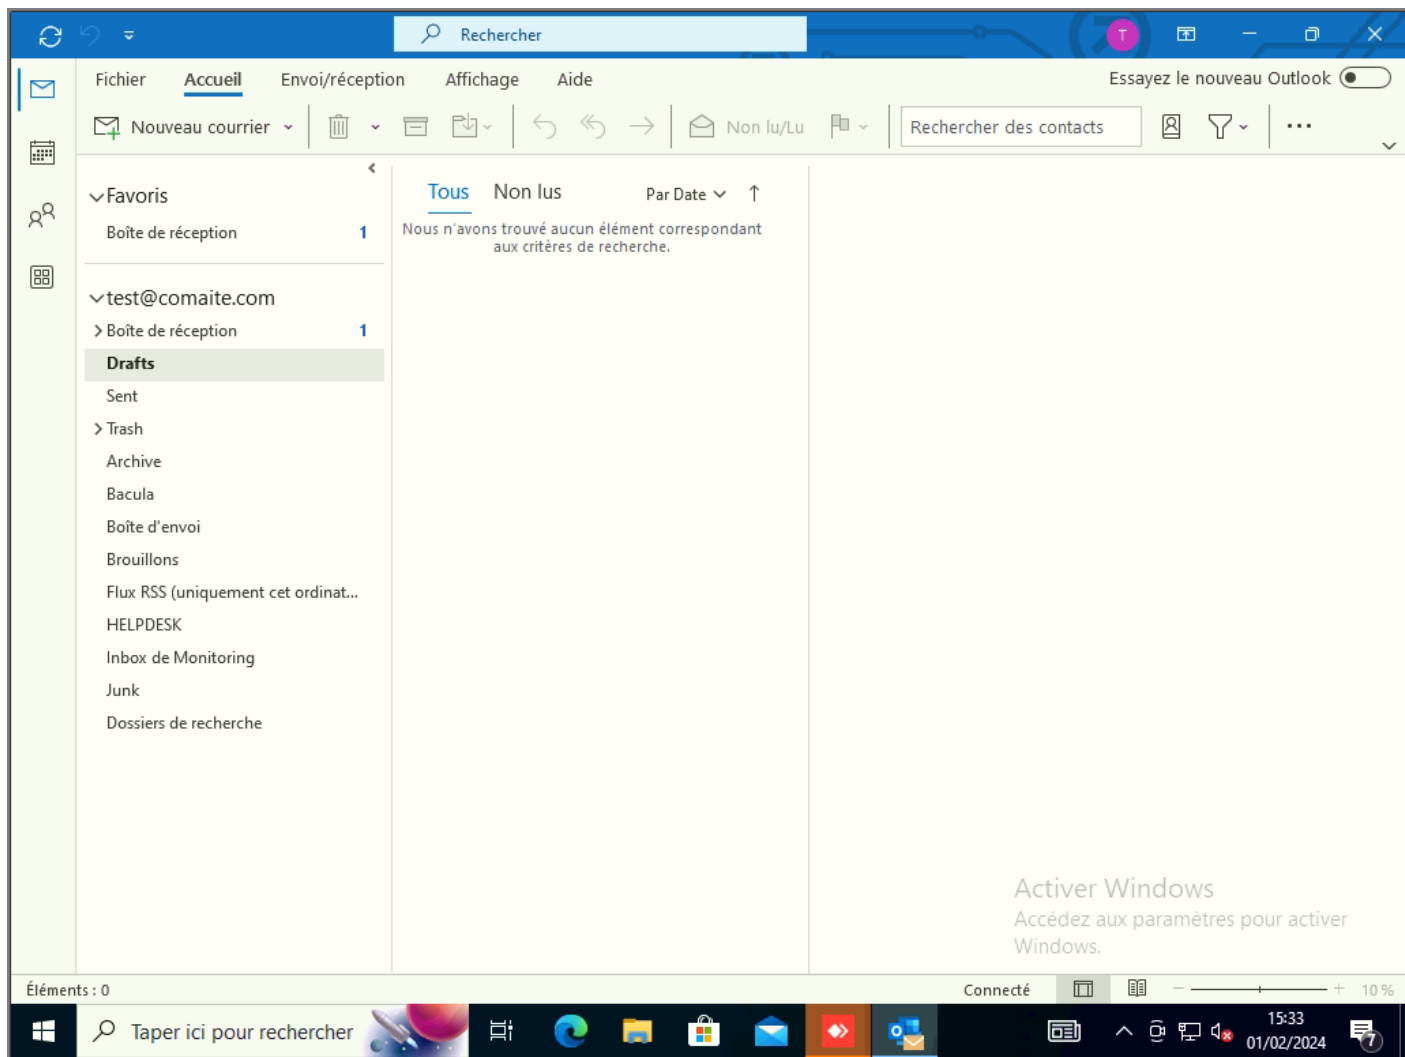 Rechercher
T
Fichier Accueil Envoi/réception Affichage Aide
Essayez le nouveau Outlook
Nouveau courrier
Non lu/Lu
Rechercher des contacts
Favoris
Boîte de réception 1
test@comaite.com
Boîte de réception 1
Drafts
Sent
Trash
Archive
Bacula
Boîte d'envoi
Brouillons
Flux RSS (uniquement cet ordinat...
HELPDESK
Inbox de Monitoring
Junk
Dossiers de recherche
Tous Non lus Par Date
Nous n'avons trouvé aucun élément correspondant
aux critères de recherche.
Activer Windows
Accédez aux paramètres pour activer
Windows.
Éléments : 0
Connecté
10 %
Taper ici pour rechercher
15:33
01/02/2024
7